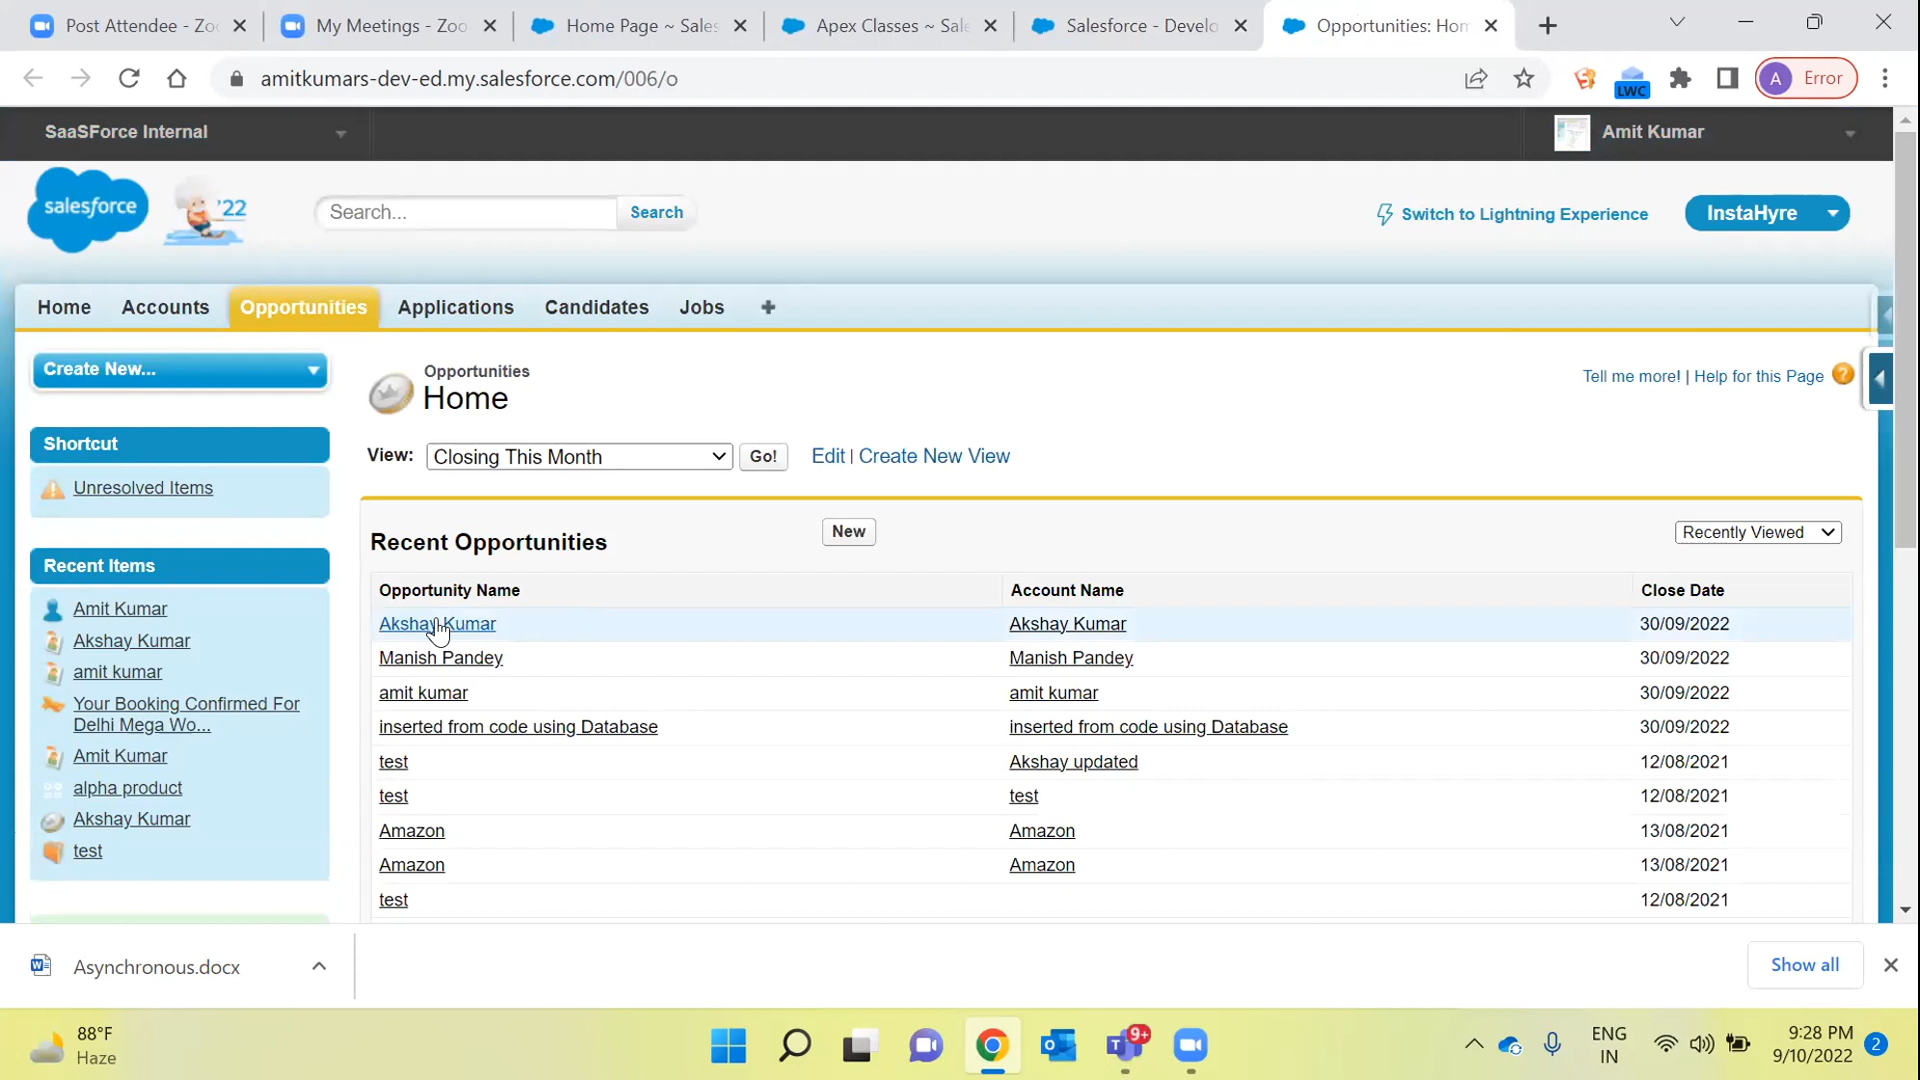 Post Attendee - Zo
My Meetings - Zoo
Home Page ~ Sales
Apex Classes ~ Sale
Salesforce - Develo
Opportunities: Hom
amitkumars-dev-ed.my.salesforce.com/006/o
LWC
A
Error
SaaSForce Internal
Amit Kumar
salesforce
'22
Search...
Search
Switch to Lightning Experience
InstaHyre
Home
Accounts
Opportunities
Applications
Candidates
Jobs
+
Create New...
Opportunities
Home
Tell me more! | Help for this Page ?
View: Closing This Month Go! Edit | Create New View
Shortcut
Unresolved Items
Recent Opportunities
New
Recently Viewed
Recent Items
Amit Kumar
Akshay Kumar
amit kumar
Your Booking Confirmed For
Delhi Mega Wo...
Amit Kumar
alpha product
Akshay Kumar
test
Opportunity Name Account Name Close Date
Akshay Kumar Akshay Kumar 30/09/2022
Manish Pandey Manish Pandey 30/09/2022
amit kumar amit kumar 30/09/2022
inserted from code using Database inserted from code using Database 30/09/2022
test Akshay updated 12/08/2021
test test 12/08/2021
Amazon Amazon 13/08/2021
Amazon Amazon 13/08/2021
test 12/08/2021
Asynchronous.docx
Show all
88°F
Haze
9+
ENG
IN
9:28 PM
9/10/2022
2